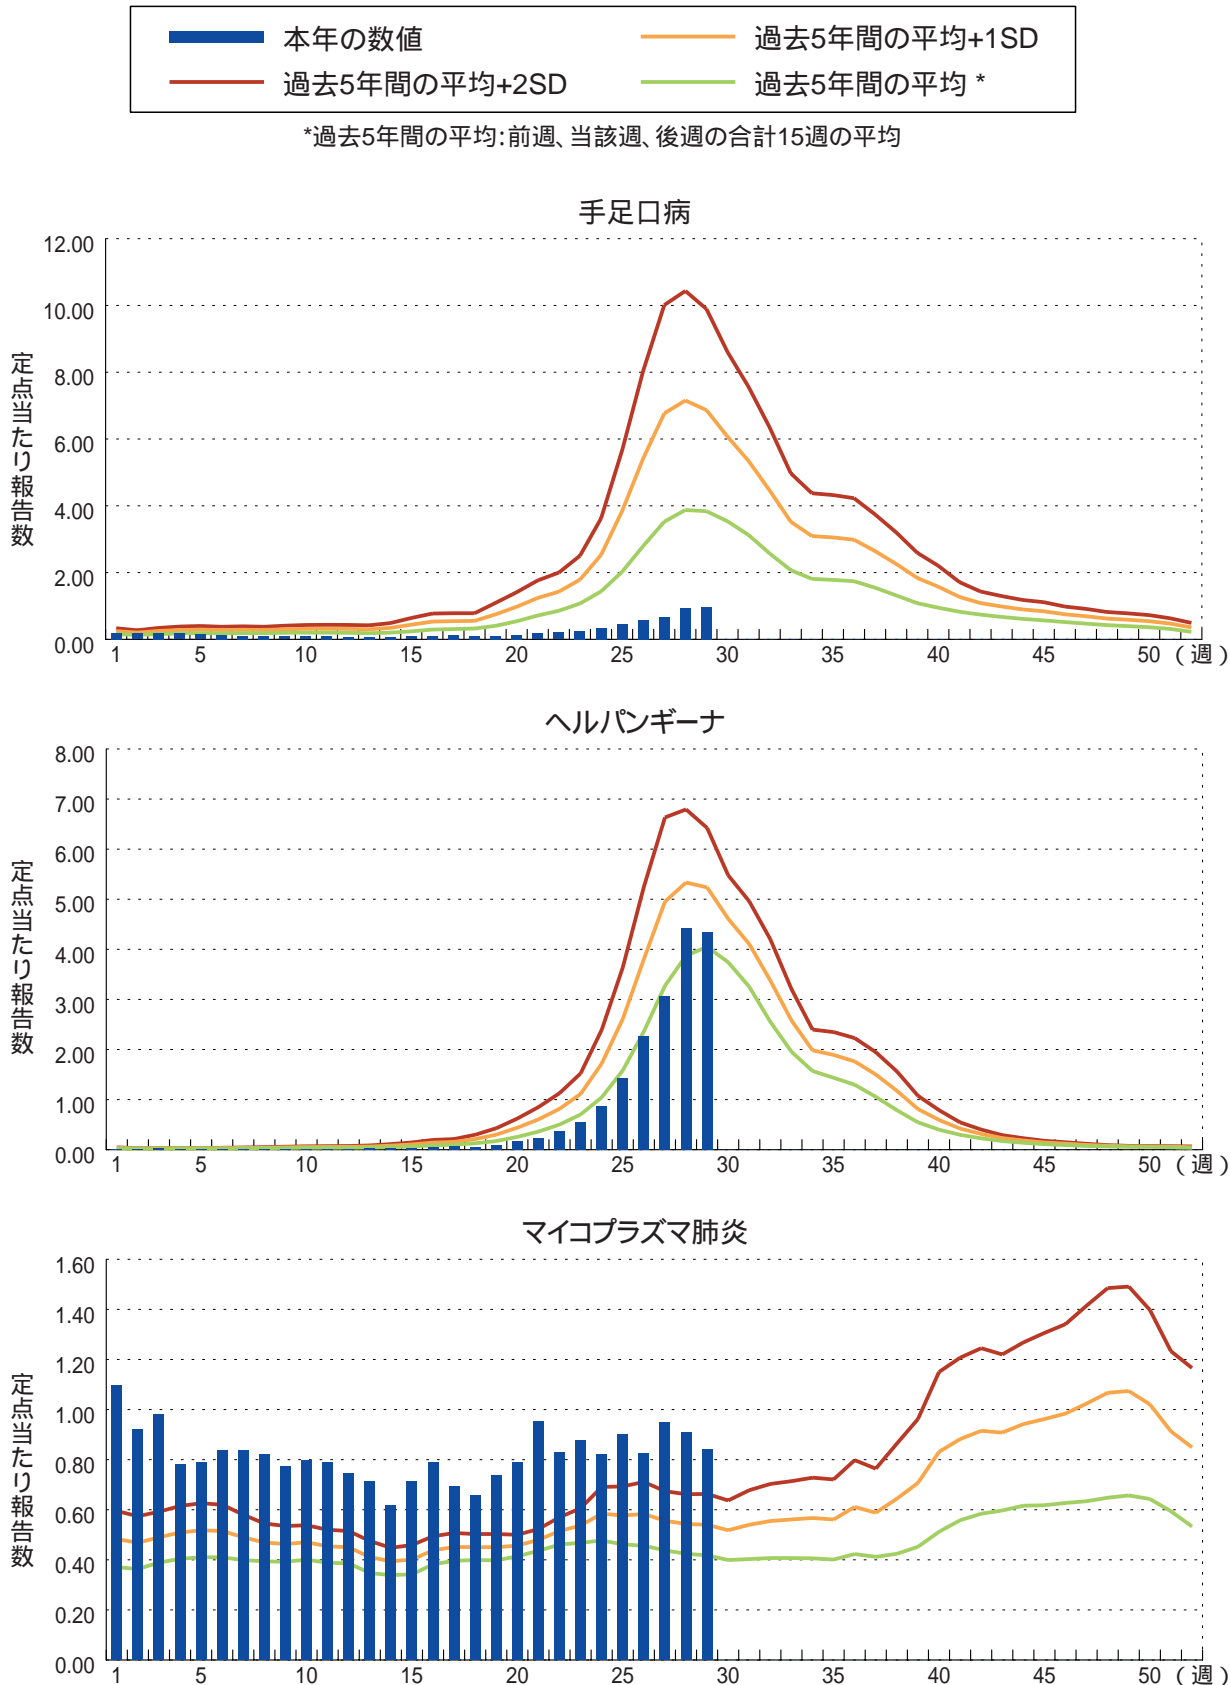 本年の数値 過去5年間の平均+1SD
過去5年間の平均+2SD 過去5年間の平均 *
*過去5年間の平均:前週、当該週、後週の合計15週の平均
手足口病
定点当たり報告数
12.00
10.00
8.00
6.00
4.00
2.00
0.00
1 5 10 15 20 25 30 35 40 45 50 (週)
ヘルパンギーナ
定点当たり報告数
8.00
7.00
6.00
5.00
4.00
3.00
2.00
1.00
0.00
1 5 10 15 20 25 30 35 40 45 50 (週)
マイコプラズマ肺炎
定点当たり報告数
1.60
1.40
1.20
1.00
0.80
0.60
0.40
0.20
0.00
1 5 10 15 20 25 30 35 40 45 50 (週)